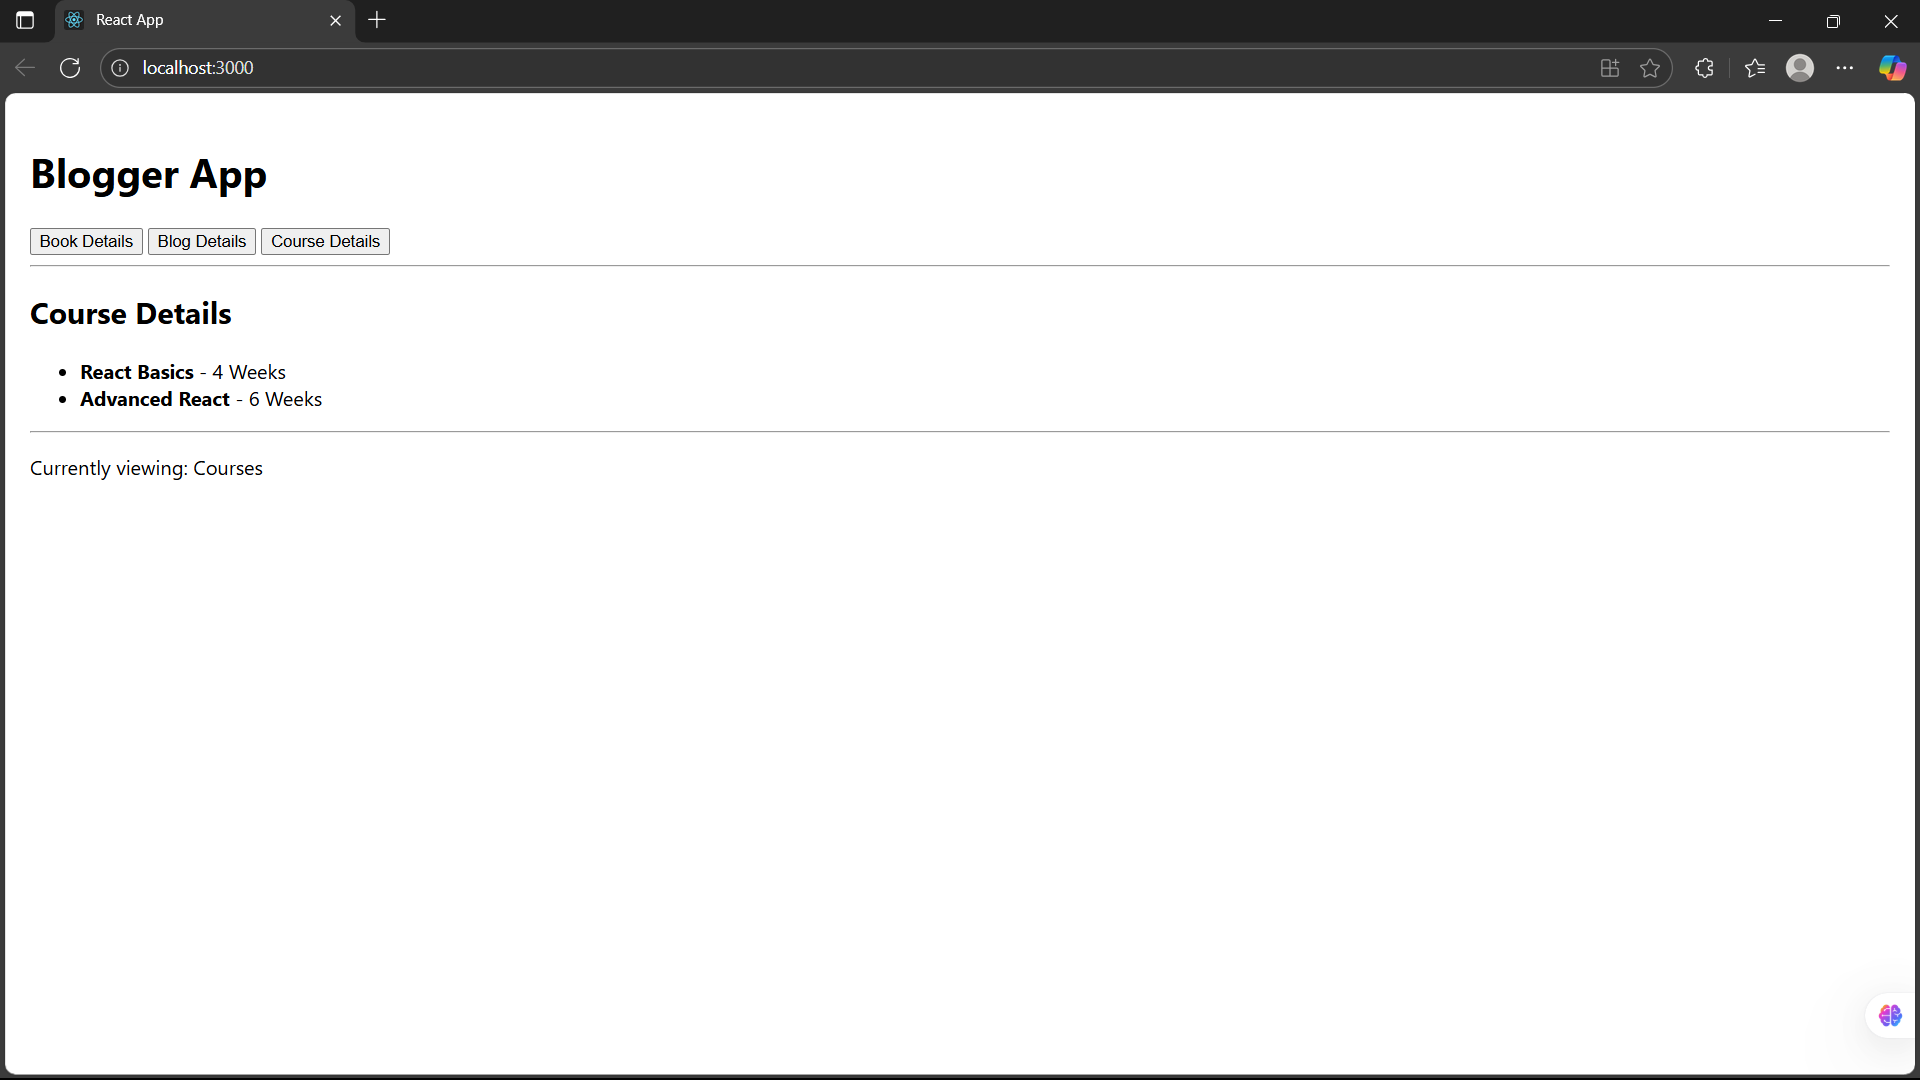 React App
localhost:3000
Blogger App
Book Details Blog Details Course Details
Course Details
React Basics - 4 Weeks
Advanced React - 6 Weeks
Currently viewing: Courses